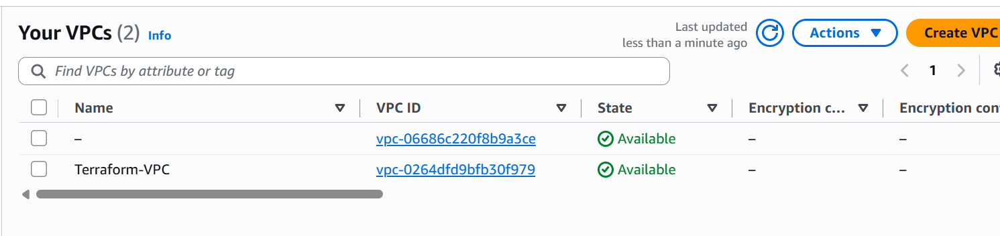 Your VPCs (2) Info
Last updated
less than a minute ago
Actions
Create VPC
Find VPCs by attribute or tag
1
Name VPC ID State Encryption c... Encryption con
– vpc-06686c220f8b9a3ce Available – –
Terraform-VPC vpc-0264dfd9bfb30f979 Available – –